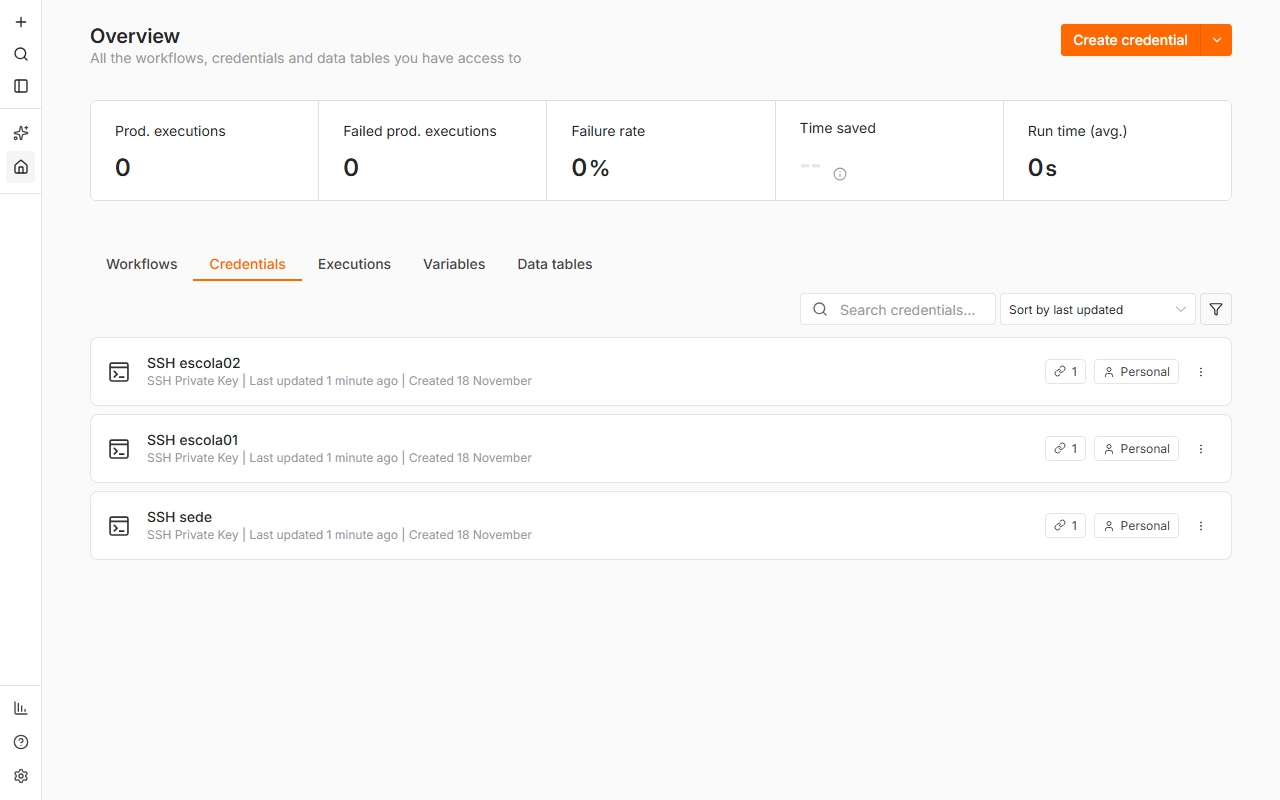 Overview
All the workflows, credentials and data tables you have access to
Create credential
Prod. executions
0
Failed prod. executions
0
Failure rate
0%
Time saved
--
Run time (avg.)
0s
Workflows
Credentials
Executions
Variables
Data tables
Search credentials...
Sort by last updated
SSH escola02
SSH Private Key | Last updated 1 minute ago | Created 18 November
1
Personal
SSH escola01
SSH Private Key | Last updated 1 minute ago | Created 18 November
1
Personal
SSH sede
SSH Private Key | Last updated 1 minute ago | Created 18 November
1
Personal